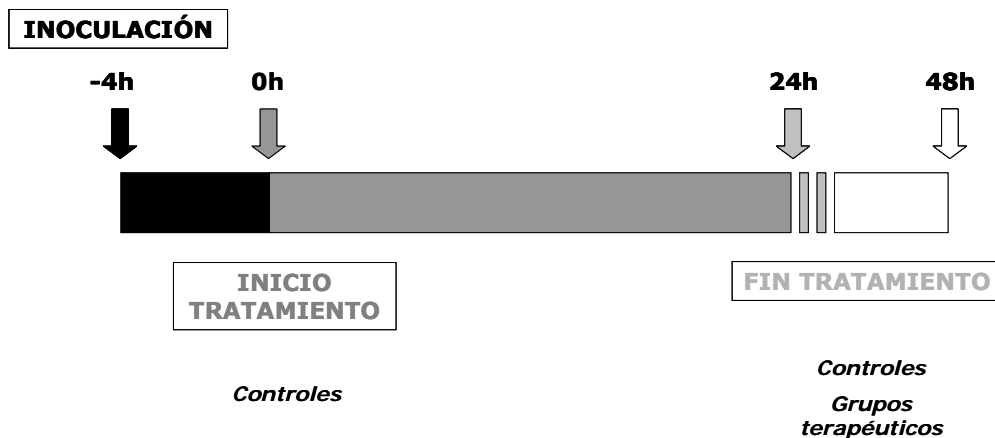 INOCULACIÓN
-4h 0h 24h 48h
INICIO
TRATAMIENTO
FIN TRATAMIENTO
Controles
Controles
Grupos
terapéuticos